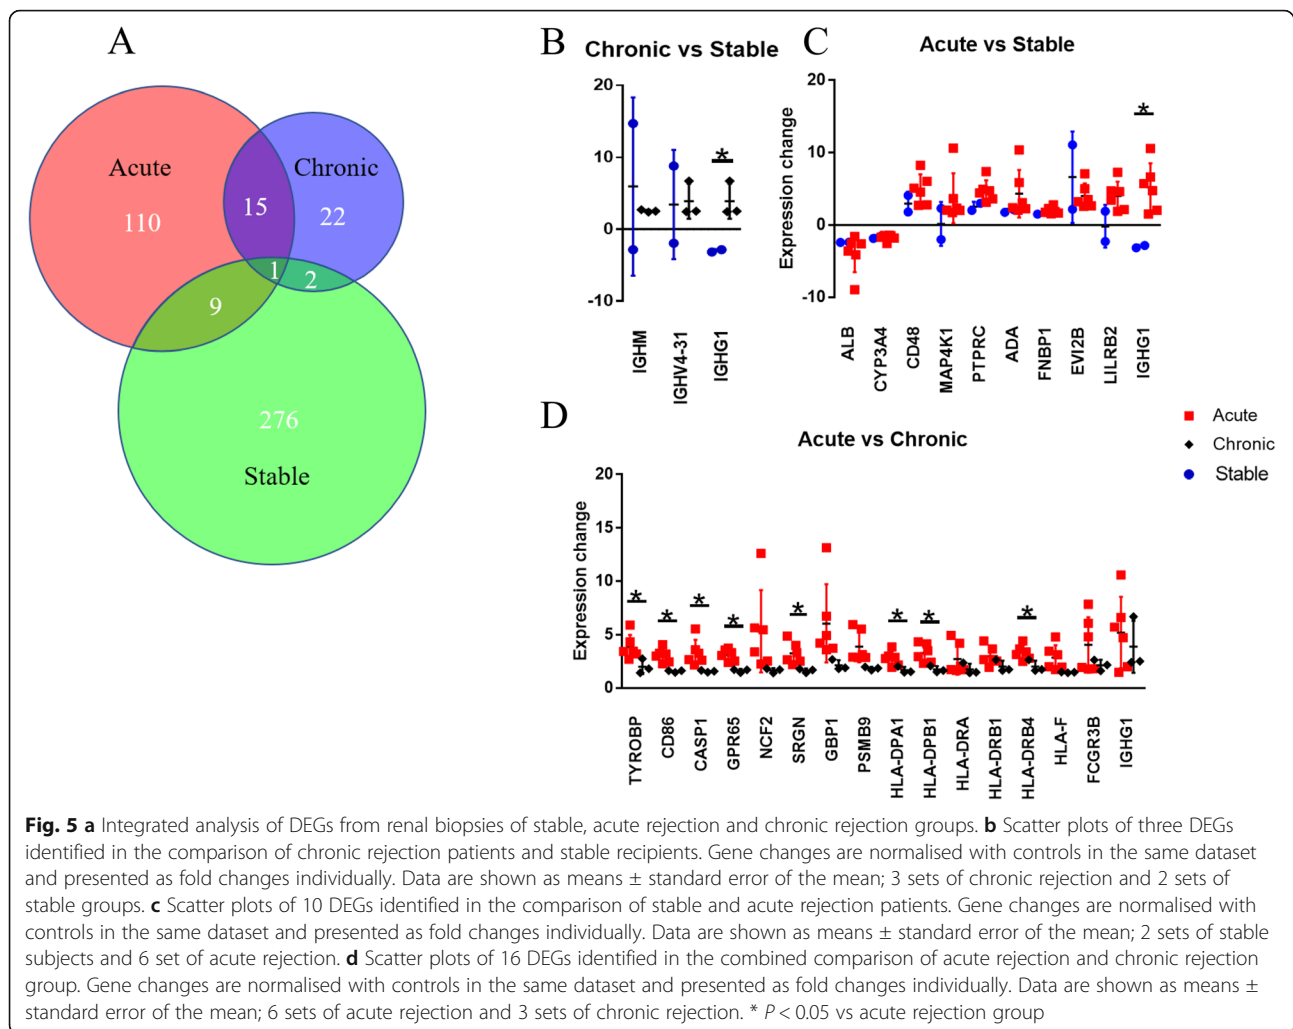 A
Acute
110
15
Chronic
22
1
2
9
276
Stable
B
Chronic vs Stable
20
10
0
-10
*
IGHM
IGHV4-31
IGHG1
C
Acute vs Stable
Expression change
20
10
0
-10
*
ALB
CYP3A4
CD48
MAP4K1
PTPRC
ADA
FNBP1
EVI2B
LILRB2
IGHG1
Acute
Chronic
Stable
D
Acute vs Chronic
Expression change
20
15
10
5
0
* * * * * * * *
TYROBP
CD86
CASP1
GPR65
NCF2
SRGN
GBP1
PSMB9
HLA-DPA1
HLA-DPB1
HLA-DRA
HLA-DRB1
HLA-DRB4
HLA-F
FCGR3B
IGHG1
Fig. 5 a Integrated analysis of DEGs from renal biopsies of stable, acute rejection and chronic rejection groups. b Scatter plots of three DEGs
identified in the comparison of chronic rejection patients and stable recipients. Gene changes are normalised with controls in the same dataset
and presented as fold changes individually. Data are shown as means ± standard error of the mean; 3 sets of chronic rejection and 2 sets of
stable groups. c Scatter plots of 10 DEGs identified in the comparison of stable and acute rejection patients. Gene changes are normalised with
controls in the same dataset and presented as fold changes individually. Data are shown as means ± standard error of the mean; 2 sets of stable
subjects and 6 set of acute rejection. d Scatter plots of 16 DEGs identified in the combined comparison of acute rejection and chronic rejection
group. Gene changes are normalised with controls in the same dataset and presented as fold changes individually. Data are shown as means ±
standard error of the mean; 6 sets of acute rejection and 3 sets of chronic rejection. * P < 0.05 vs acute rejection group